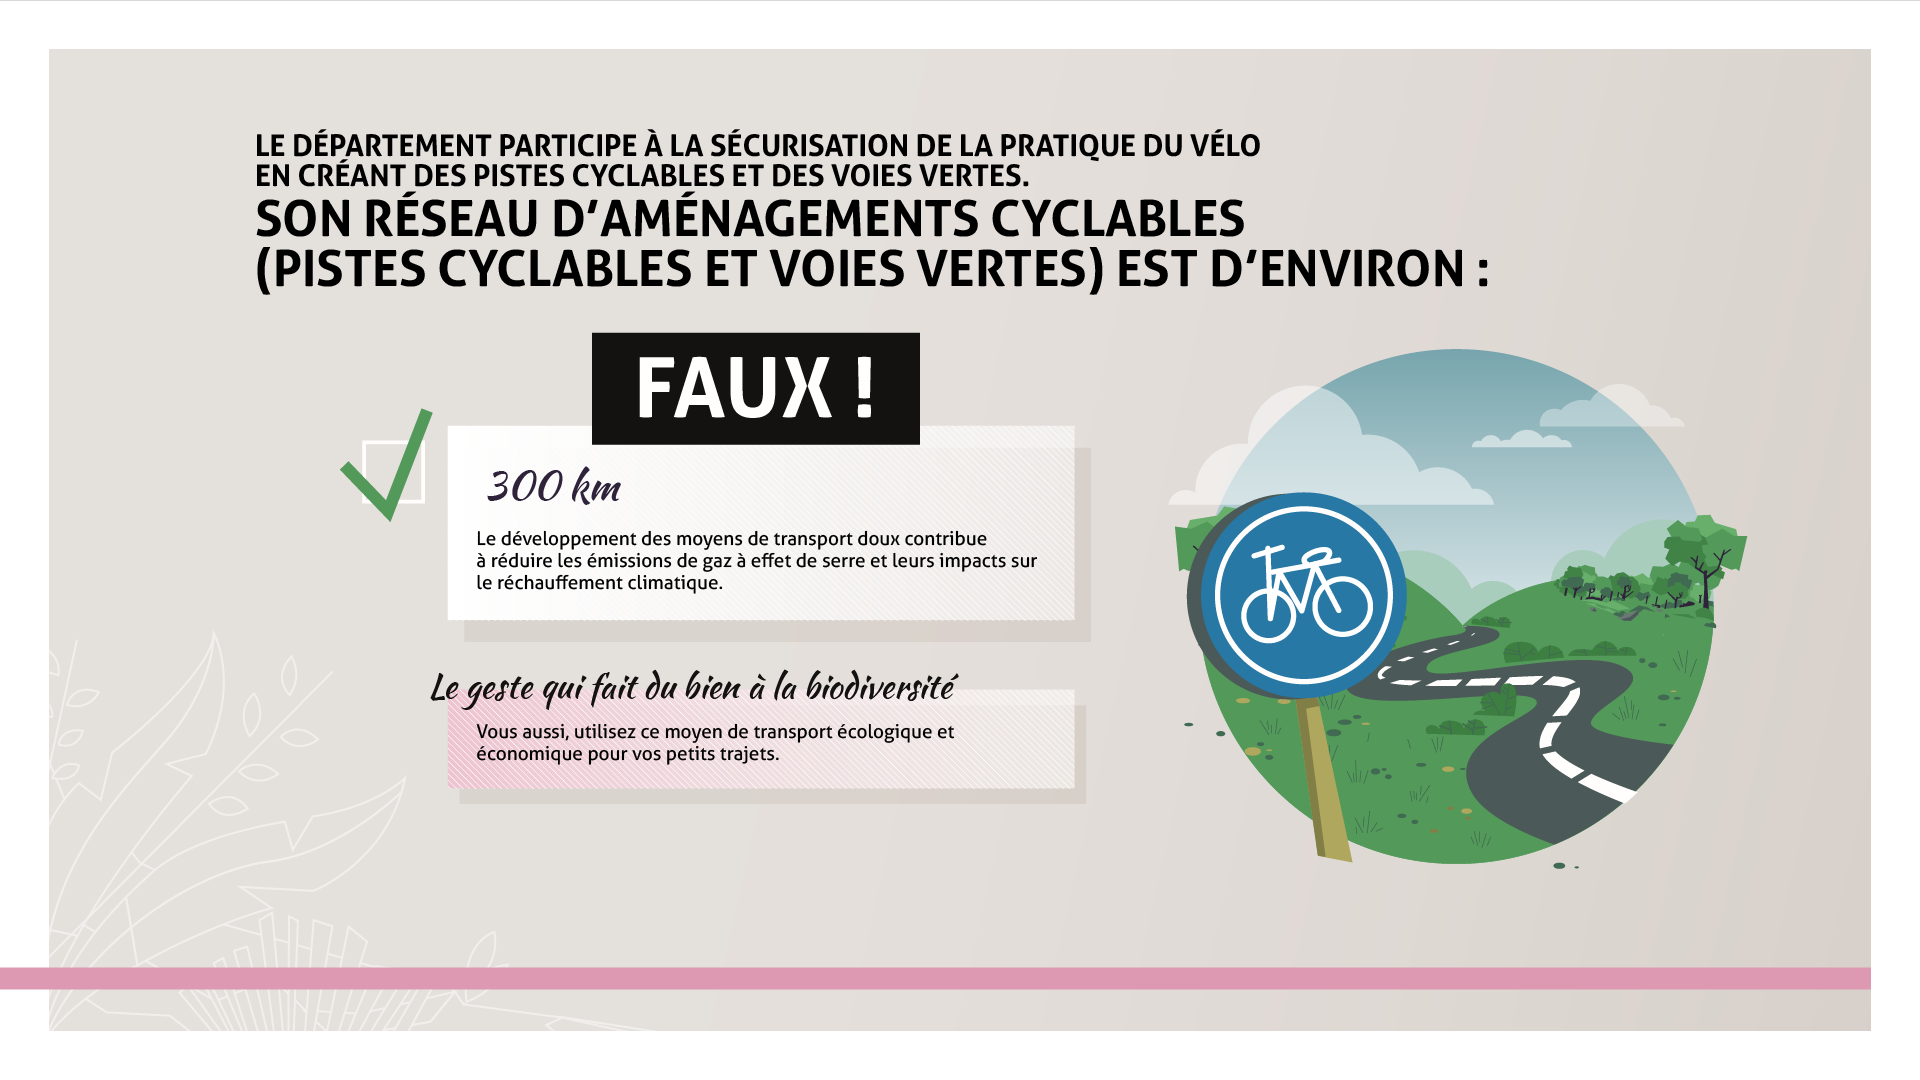 LE DÉPARTEMENT PARTICIPE À LA SÉCURISATION DE LA PRATIQUE DU VÉLO
EN CRÉANT DES PISTES CYCLABLES ET DES VOIES VERTES.
SON RÉSEAU D’AMÉNAGEMENTS CYCLABLES
(PISTES CYCLABLES ET VOIES VERTES) EST D’ENVIRON :
FAUX !
300 km
Le développement des moyens de transport doux contribue
à réduire les émissions de gaz à effet de serre et leurs impacts sur
le réchauffement climatique.
Le geste qui fait du bien à la biodiversité
Vous aussi, utilisez ce moyen de transport écologique et
économique pour vos petits trajets.